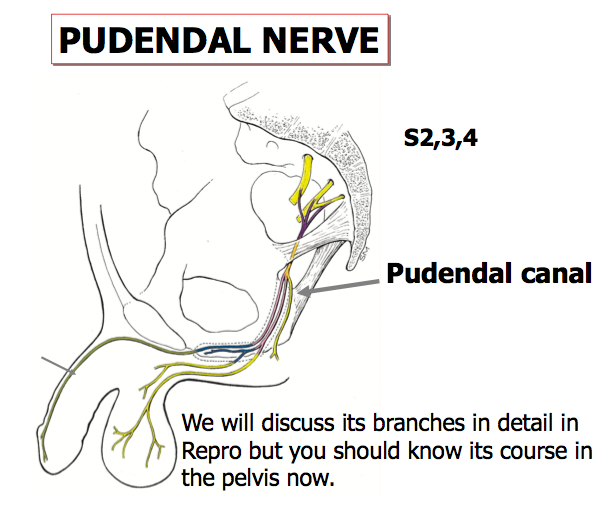 PUDENDAL NERVE
S2,3,4
Pudendal canal
We will discuss its branches in detail in
Repro but you should know its course in
the pelvis now.